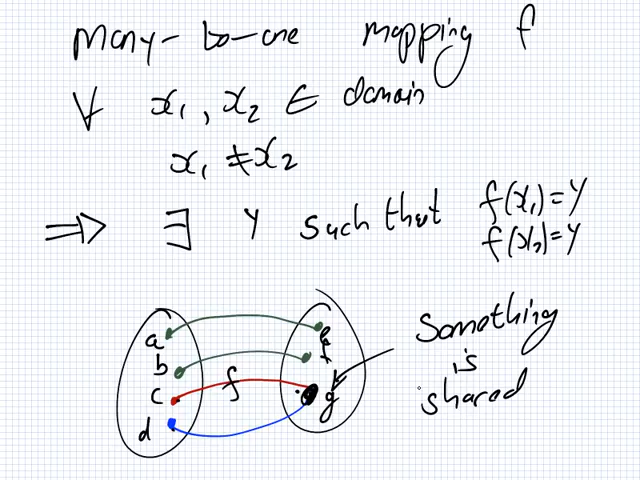 Many-to-one mapping f
∀ x₁, x₂ ∈ domain
x₁ ≠ x₂
⟹ ∃ y such that f(x₁)=y
f(x₂)=y
a
b
c
d
f
e
f
g
Something
is
shared